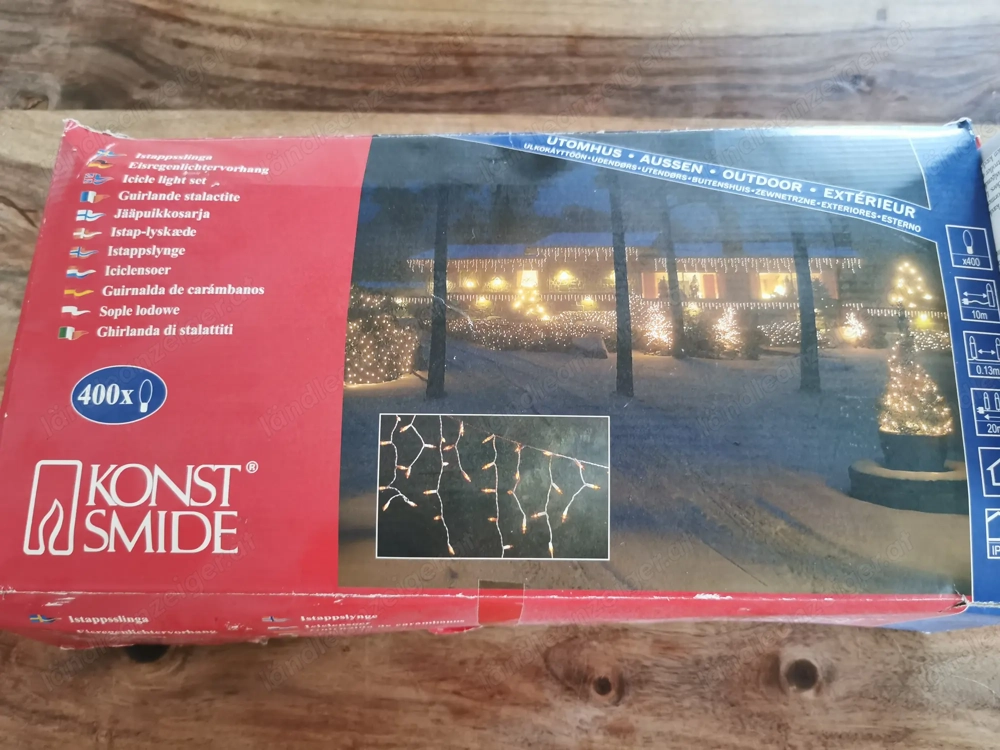 UTOMHUS • AUSSEN • OUTDOOR • EXTÉRIEUR
ULKOKÄYTTÖÖN • UDENDØRS • UTENDØRS • BUITENSHUIS • ZEWNETRZNE • EXTERIORES • ESTERNO
Istappsslinga
Eisregenlichtervorhang
Icicle light set
Guirlande stalactite
Jääpuikkosarja
Istap-lyskæde
Istappslynge
Iciclensoer
Guirnalda de carámbanos
Sople lodowe
Ghirlanda di stalattiti
400x
KONST®
SMIDE
x400
10m
0.13m
Istappsslinga
Eisregenlichtervorhang
Istappslynge
Iciclensoer